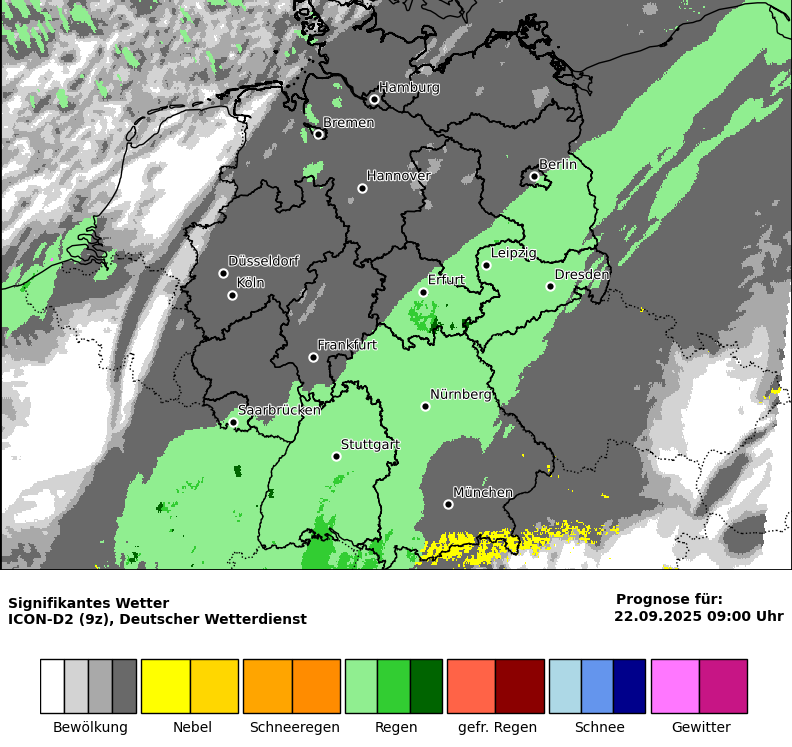 Hamburg
Bremen
Berlin
Hannover
Leipzig
Düsseldorf
Dresden
Köln
Erfurt
Frankfurt
Nürnberg
Saarbrücken
Stuttgart
München
Signifikantes Wetter
ICON-D2 (9z), Deutscher Wetterdienst
Prognose für:
22.09.2025 09:00 Uhr
Bewölkung
Nebel
Schneeregen
Regen
gefr. Regen
Schnee
Gewitter